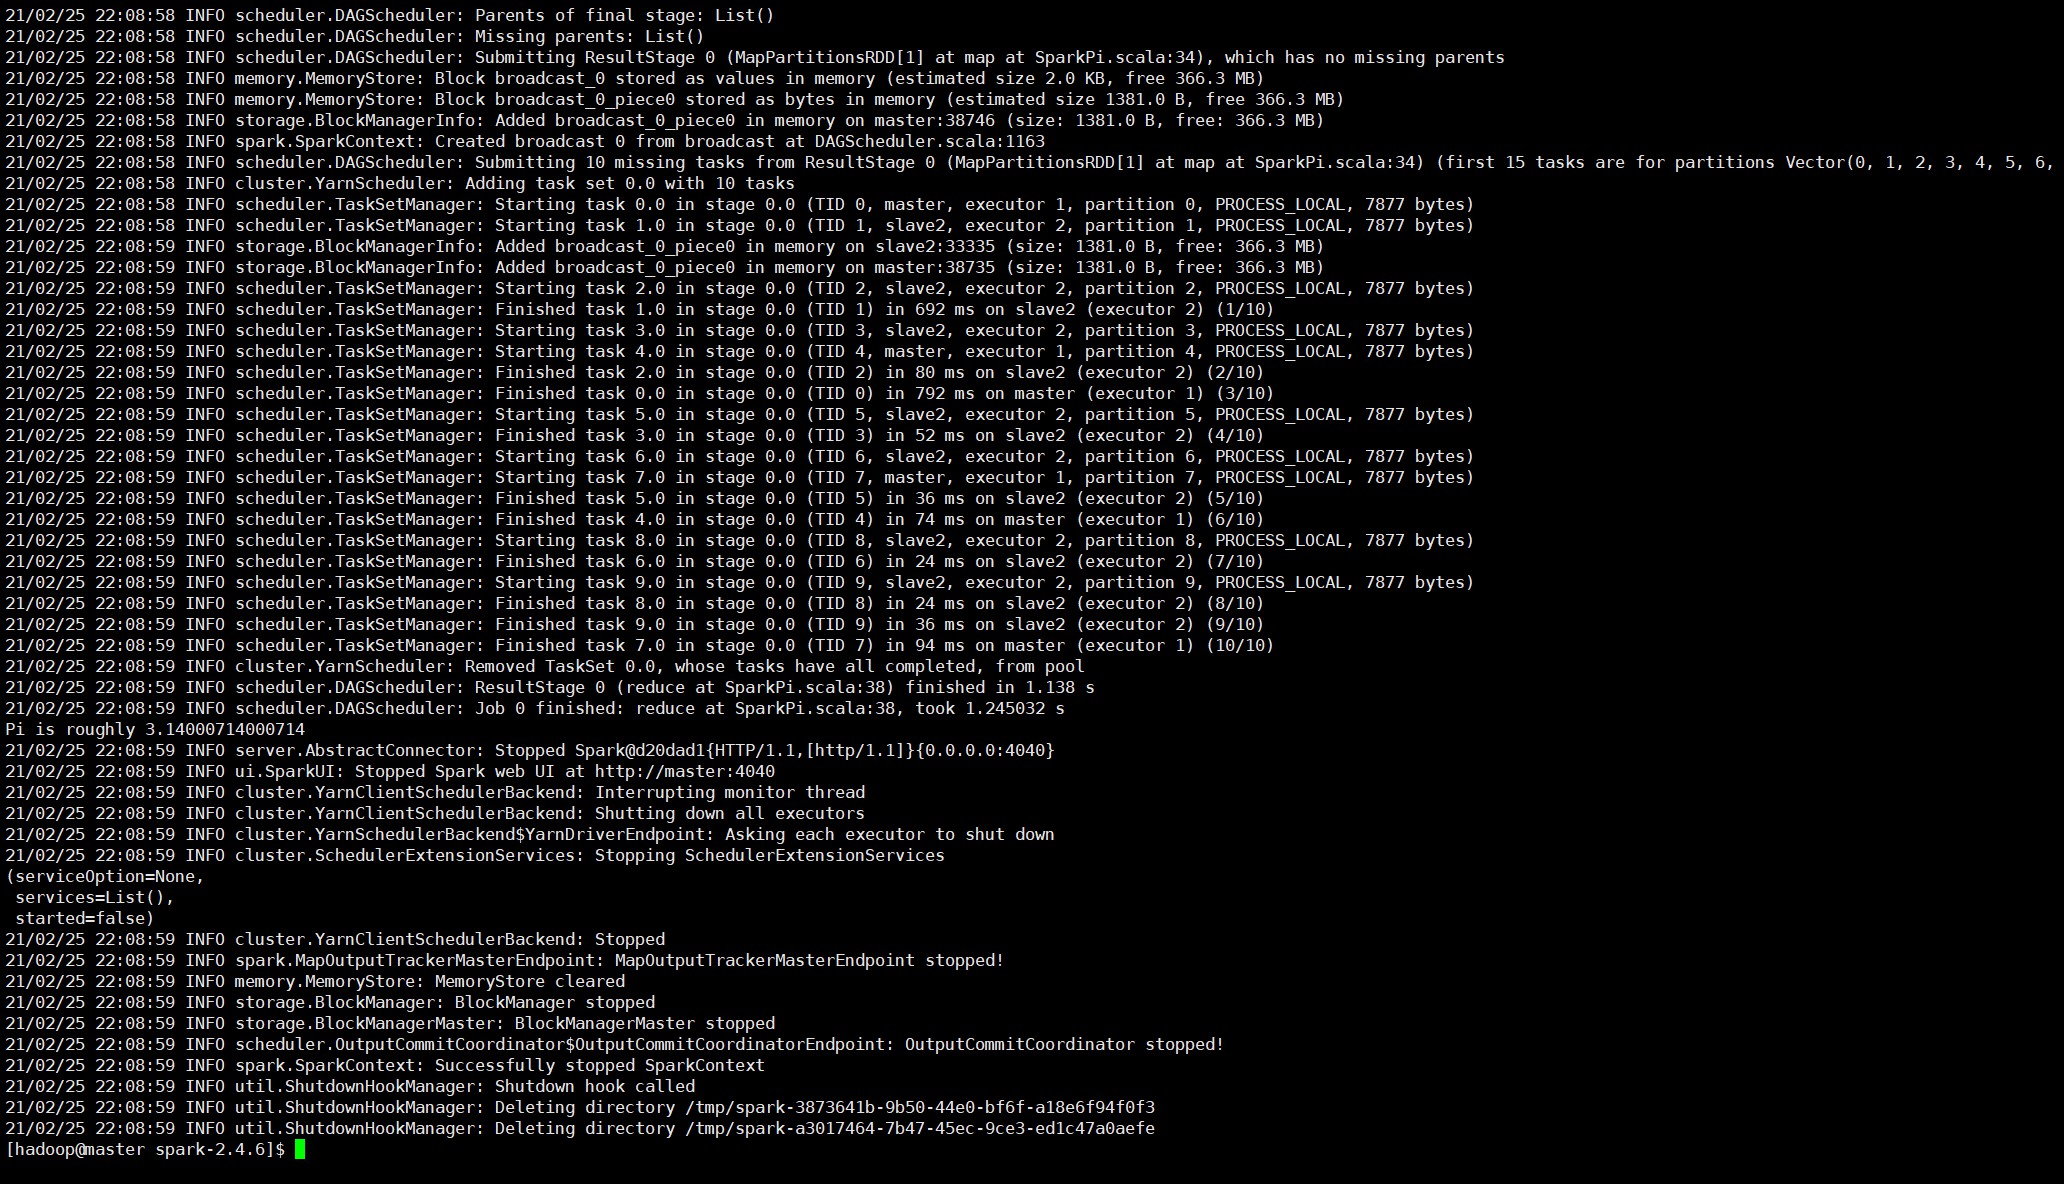 21/02/25 22:08:58 INFO scheduler.DAGScheduler: Parents of final stage: List()
21/02/25 22:08:58 INFO scheduler.DAGScheduler: Missing parents: List()
21/02/25 22:08:58 INFO scheduler.DAGScheduler: Submitting ResultStage 0 (MapPartitionsRDD[1] at map at SparkPi.scala:34), which has no missing parents
21/02/25 22:08:58 INFO memory.MemoryStore: Block broadcast_0 stored as values in memory (estimated size 2.0 KB, free 366.3 MB)
21/02/25 22:08:58 INFO memory.MemoryStore: Block broadcast_0_piece0 stored as bytes in memory (estimated size 1381.0 B, free 366.3 MB)
21/02/25 22:08:58 INFO storage.BlockManagerInfo: Added broadcast_0_piece0 in memory on master:38746 (size: 1381.0 B, free: 366.3 MB)
21/02/25 22:08:58 INFO spark.SparkContext: Created broadcast 0 from broadcast at DAGScheduler.scala:1163
21/02/25 22:08:58 INFO scheduler.DAGScheduler: Submitting 10 missing tasks from ResultStage 0 (MapPartitionsRDD[1] at map at SparkPi.scala:34) (first 15 tasks are for partitions Vector(0, 1, 2, 3, 4, 5, 6,
21/02/25 22:08:58 INFO cluster.YarnScheduler: Adding task set 0.0 with 10 tasks
21/02/25 22:08:58 INFO scheduler.TaskSetManager: Starting task 0.0 in stage 0.0 (TID 0, master, executor 1, partition 0, PROCESS_LOCAL, 7877 bytes)
21/02/25 22:08:58 INFO scheduler.TaskSetManager: Starting task 1.0 in stage 0.0 (TID 1, slave2, executor 2, partition 1, PROCESS_LOCAL, 7877 bytes)
21/02/25 22:08:59 INFO storage.BlockManagerInfo: Added broadcast_0_piece0 in memory on slave2:33335 (size: 1381.0 B, free: 366.3 MB)
21/02/25 22:08:59 INFO storage.BlockManagerInfo: Added broadcast_0_piece0 in memory on master:38735 (size: 1381.0 B, free: 366.3 MB)
21/02/25 22:08:59 INFO scheduler.TaskSetManager: Starting task 2.0 in stage 0.0 (TID 2, slave2, executor 2, partition 2, PROCESS_LOCAL, 7877 bytes)
21/02/25 22:08:59 INFO scheduler.TaskSetManager: Finished task 1.0 in stage 0.0 (TID 1) in 692 ms on slave2 (executor 2) (1/10)
21/02/25 22:08:59 INFO scheduler.TaskSetManager: Starting task 3.0 in stage 0.0 (TID 3, slave2, executor 2, partition 3, PROCESS_LOCAL, 7877 bytes)
21/02/25 22:08:59 INFO scheduler.TaskSetManager: Starting task 4.0 in stage 0.0 (TID 4, master, executor 1, partition 4, PROCESS_LOCAL, 7877 bytes)
21/02/25 22:08:59 INFO scheduler.TaskSetManager: Finished task 2.0 in stage 0.0 (TID 2) in 80 ms on slave2 (executor 2) (2/10)
21/02/25 22:08:59 INFO scheduler.TaskSetManager: Finished task 0.0 in stage 0.0 (TID 0) in 792 ms on master (executor 1) (3/10)
21/02/25 22:08:59 INFO scheduler.TaskSetManager: Starting task 5.0 in stage 0.0 (TID 5, slave2, executor 2, partition 5, PROCESS_LOCAL, 7877 bytes)
21/02/25 22:08:59 INFO scheduler.TaskSetManager: Finished task 3.0 in stage 0.0 (TID 3) in 52 ms on slave2 (executor 2) (4/10)
21/02/25 22:08:59 INFO scheduler.TaskSetManager: Starting task 6.0 in stage 0.0 (TID 6, slave2, executor 2, partition 6, PROCESS_LOCAL, 7877 bytes)
21/02/25 22:08:59 INFO scheduler.TaskSetManager: Starting task 7.0 in stage 0.0 (TID 7, master, executor 1, partition 7, PROCESS_LOCAL, 7877 bytes)
21/02/25 22:08:59 INFO scheduler.TaskSetManager: Finished task 5.0 in stage 0.0 (TID 5) in 36 ms on slave2 (executor 2) (5/10)
21/02/25 22:08:59 INFO scheduler.TaskSetManager: Finished task 4.0 in stage 0.0 (TID 4) in 74 ms on master (executor 1) (6/10)
21/02/25 22:08:59 INFO scheduler.TaskSetManager: Starting task 8.0 in stage 0.0 (TID 8, slave2, executor 2, partition 8, PROCESS_LOCAL, 7877 bytes)
21/02/25 22:08:59 INFO scheduler.TaskSetManager: Finished task 6.0 in stage 0.0 (TID 6) in 24 ms on slave2 (executor 2) (7/10)
21/02/25 22:08:59 INFO scheduler.TaskSetManager: Starting task 9.0 in stage 0.0 (TID 9, slave2, executor 2, partition 9, PROCESS_LOCAL, 7877 bytes)
21/02/25 22:08:59 INFO scheduler.TaskSetManager: Finished task 8.0 in stage 0.0 (TID 8) in 24 ms on slave2 (executor 2) (8/10)
21/02/25 22:08:59 INFO scheduler.TaskSetManager: Finished task 9.0 in stage 0.0 (TID 9) in 36 ms on slave2 (executor 2) (9/10)
21/02/25 22:08:59 INFO scheduler.TaskSetManager: Finished task 7.0 in stage 0.0 (TID 7) in 94 ms on master (executor 1) (10/10)
21/02/25 22:08:59 INFO cluster.YarnScheduler: Removed TaskSet 0.0, whose tasks have all completed, from pool
21/02/25 22:08:59 INFO scheduler.DAGScheduler: ResultStage 0 (reduce at SparkPi.scala:38) finished in 1.138 s
21/02/25 22:08:59 INFO scheduler.DAGScheduler: Job 0 finished: reduce at SparkPi.scala:38, took 1.245032 s
Pi is roughly 3.14000714000714
21/02/25 22:08:59 INFO server.AbstractConnector: Stopped Spark@d20dad1{HTTP/1.1,[http/1.1]}{0.0.0.0:4040}
21/02/25 22:08:59 INFO ui.SparkUI: Stopped Spark web UI at http://master:4040
21/02/25 22:08:59 INFO cluster.YarnClientSchedulerBackend: Interrupting monitor thread
21/02/25 22:08:59 INFO cluster.YarnClientSchedulerBackend: Shutting down all executors
21/02/25 22:08:59 INFO cluster.YarnSchedulerBackend$YarnDriverEndpoint: Asking each executor to shut down
21/02/25 22:08:59 INFO cluster.SchedulerExtensionServices: Stopping SchedulerExtensionServices
(serviceOption=None,
 services=List(),
 started=false)
21/02/25 22:08:59 INFO cluster.YarnClientSchedulerBackend: Stopped
21/02/25 22:08:59 INFO spark.MapOutputTrackerMasterEndpoint: MapOutputTrackerMasterEndpoint stopped!
21/02/25 22:08:59 INFO memory.MemoryStore: MemoryStore cleared
21/02/25 22:08:59 INFO storage.BlockManager: BlockManager stopped
21/02/25 22:08:59 INFO storage.BlockManagerMaster: BlockManagerMaster stopped
21/02/25 22:08:59 INFO scheduler.OutputCommitCoordinator$OutputCommitCoordinatorEndpoint: OutputCommitCoordinator stopped!
21/02/25 22:08:59 INFO spark.SparkContext: Successfully stopped SparkContext
21/02/25 22:08:59 INFO util.ShutdownHookManager: Shutdown hook called
21/02/25 22:08:59 INFO util.ShutdownHookManager: Deleting directory /tmp/spark-3873641b-9b50-44e0-bf6f-a18e6f94f0f3
21/02/25 22:08:59 INFO util.ShutdownHookManager: Deleting directory /tmp/spark-a3017464-7b47-45ec-9ce3-ed1c47a0aefe
[hadoop@master spark-2.4.6]$